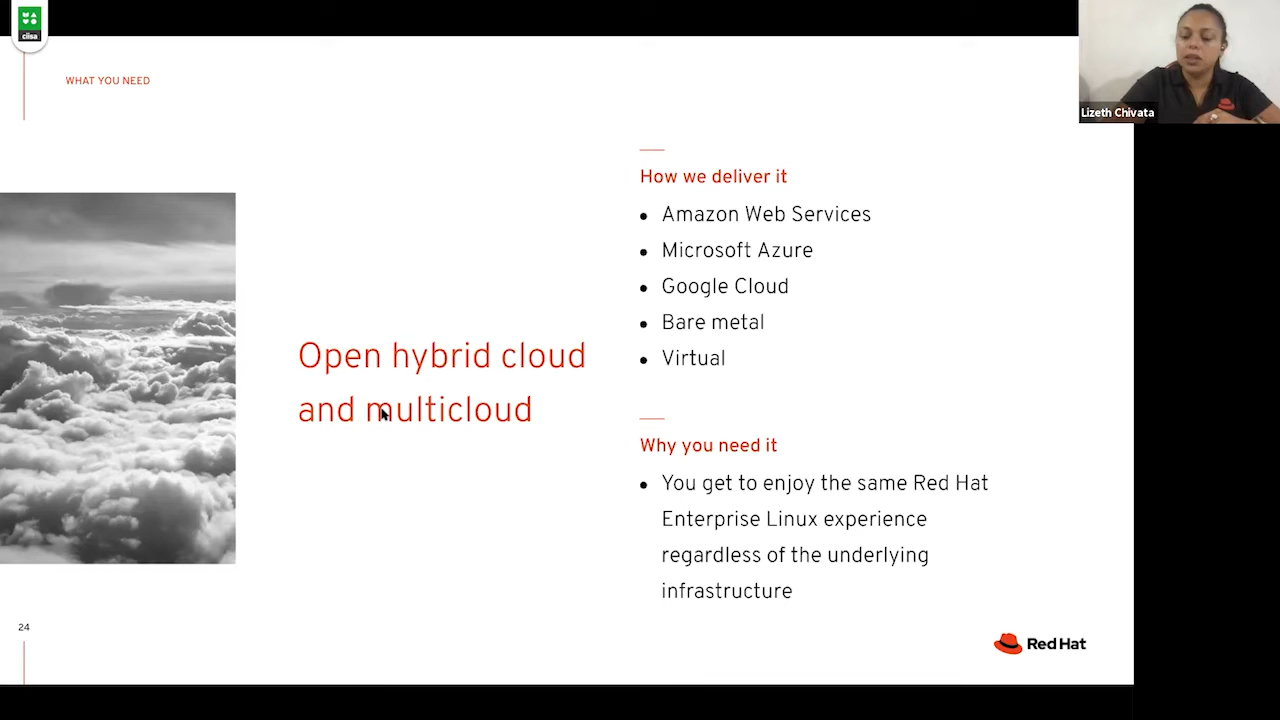 clisa
WHAT YOU NEED
Lizeth Chivata
Open hybrid cloud
and multicloud
How we deliver it
• Amazon Web Services
• Microsoft Azure
• Google Cloud
• Bare metal
• Virtual
Why you need it
• You get to enjoy the same Red Hat
Enterprise Linux experience
regardless of the underlying
infrastructure
24
Red Hat